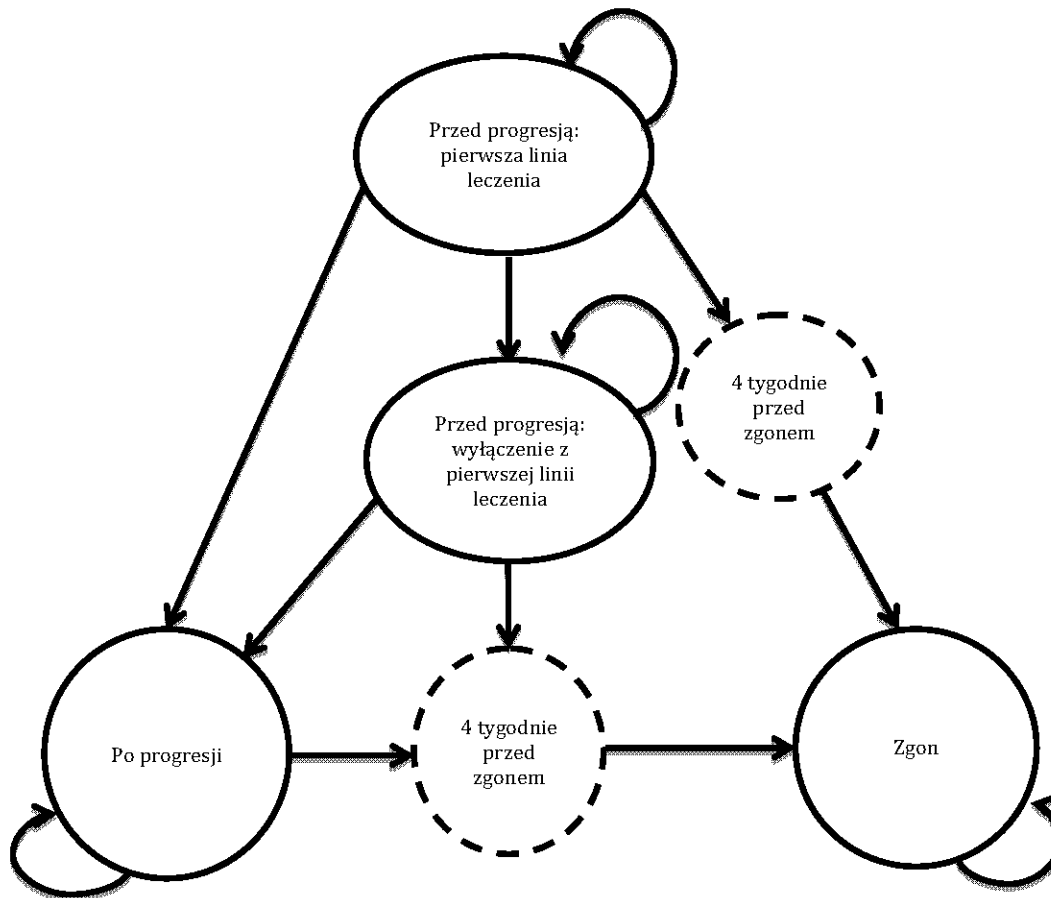 Przed progresją:
pierwsza linia
leczenia
4 tygodnie
przed
zgonem
Przed progresją:
wyłączenie z
pierwszej linii
leczenia
Po progresji
4 tygodnie
przed
zgonem
Zgon